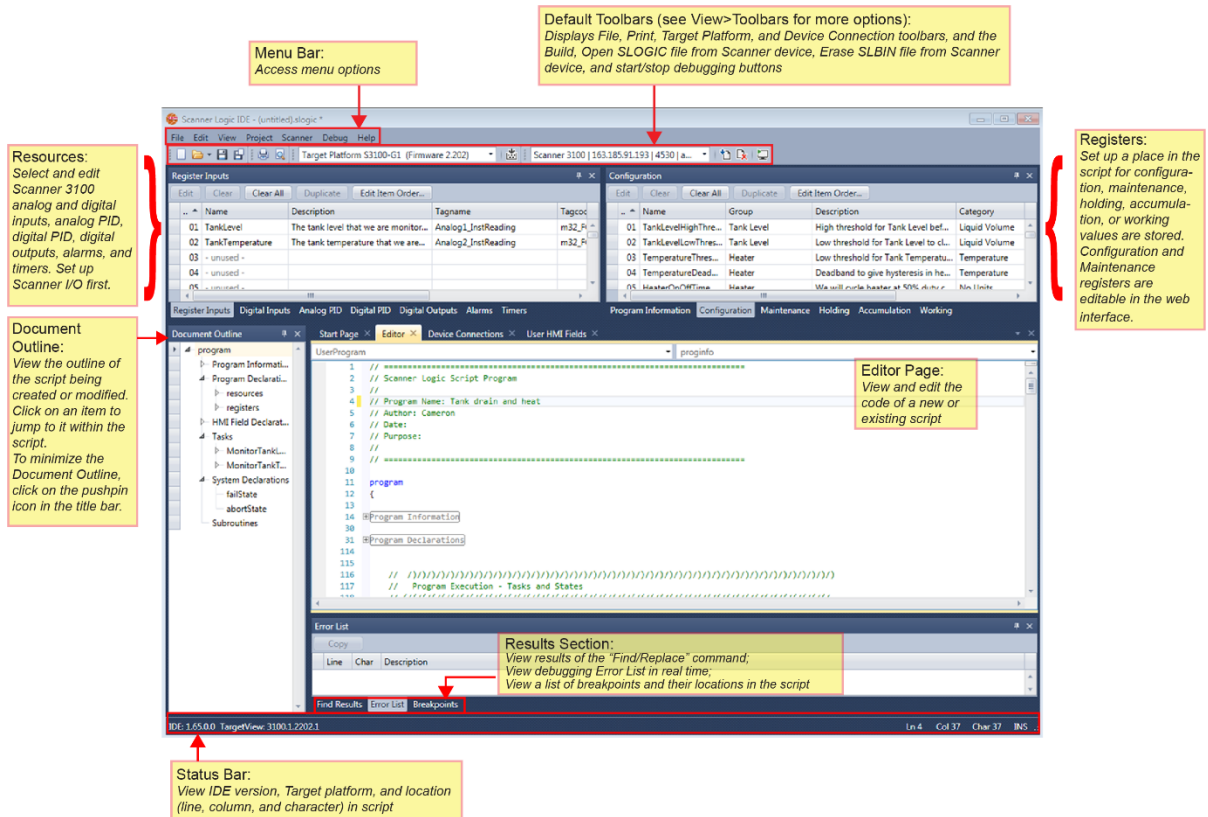 Default Toolbars (see View>Toolbars for more options):
Displays File, Print, Target Platform, and Device Connection toolbars, and the
Build, Open SLOGIC file from Scanner device, Erase SLBIN file from Scanner
device, and start/stop debugging buttons
Menu Bar:
Access menu options
Scanner Logic IDE - (untitled).slogic *
File Edit View Project Scanner Debug Help
Target Platform S3100-G1 (Firmware 2.202)
Scanner 3100 | 163.185.91.193 | 4530 | a...
Resources:
Select and edit
Scanner 3100
analog and digital
inputs, analog PID,
digital PID, digital
outputs, alarms, and
timers. Set up
Scanner I/O first.
Register Inputs
Edit Clear Clear All Duplicate Edit Item Order...
.. Name Description Tagname Tagcod
01 TankLevel The tank level that we are monitor... Analog1_InstReading m32_F
02 TankTemperature The tank temperature that we are... Analog2_InstReading m32_F
03 - unused -
04 - unused -
05 - unused -
Register Inputs Digital Inputs Analog PID Digital PID Digital Outputs Alarms Timers
Configuration
Edit Clear Clear All Duplicate Edit Item Order...
.. Name Group Description Category
01 TankLevelHighThre... Tank Level High threshold for Tank Level bef... Liquid Volume
02 TankLevelLowThres... Tank Level Low threshold for Tank Level to cl... Liquid Volume
03 TemperatureThres... Heater Low threshold for Tank Temperatu... Temperature
04 TemperatureDead... Heater Deadband to give hysteresis in he... Temperature
05 HeaterOnOffTime Heater We will cycle heater at 50% duty c... No Units
Program Information Configuration Maintenance Holding Accumulation Working
Registers:
Set up a place in the
script for configura-
tion, maintenance,
holding, accumula-
tion, or working
values are stored.
Configuration and
Maintenance
registers are
editable in the web
interface.
Document
Outline:
View the outline of
the script being
created or modified.
Click on an item to
jump to it within the
script.
To minimize the
Document Outline,
click on the pushpin
icon in the title bar.
Document Outline
program
Program Informati...
Program Declarati...
resources
registers
HMI Field Declarat...
Tasks
MonitorTankL...
MonitorTankT...
System Declarations
failState
abortState
Subroutines
Start Page Editor Device Connections User HMI Fields
UserProgram proginfo
1 // ===========================================================================
2 // Scanner Logic Script Program
3 //
4 // Program Name: Tank drain and heat
5 // Author: Cameron
6 // Date:
7 // Purpose:
8 //
9 // ===========================================================================
10
11 program
12 {
13
14 Program Information
30
31 Program Declarations
114
115
116 // /)/)/)/)/)/)/)/)/)/)/)/)/)/)/)/)/)/)/)/)/)/)/)/)/)/)/)/)/)/)/)/)/)/)/)/)/)/)/)/)
117 // Program Execution - Tasks and States
Editor Page:
View and edit the
code of a new or
existing script
Error List
Copy
Line Char Description
Results Section:
View results of the “Find/Replace” command;
View debugging Error List in real time;
View a list of breakpoints and their locations in the script
Find Results Error List Breakpoints
IDE: 1.65.0.0 TargetView: 3100.1.2202.1 Ln 4 Col 37 Char 37 INS
Status Bar:
View IDE version, Target platform, and location
(line, column, and character) in script